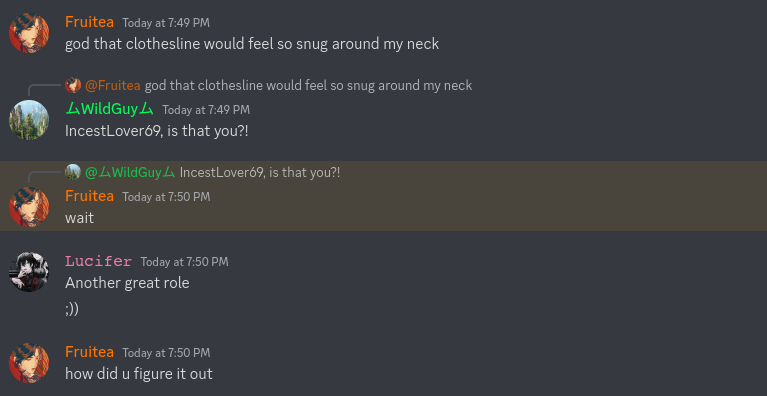 Fruitea Today at 7:49 PM
god that clothesline would feel so snug around my neck
@Fruitea god that clothesline would feel so snug around my neck
ムWildGuyム Today at 7:49 PM
IncestLover69, is that you?!
@ムWildGuyム IncestLover69, is that you?!
Fruitea Today at 7:50 PM
wait
Lucifer Today at 7:50 PM
Another great role
;))
Fruitea Today at 7:50 PM
how did u figure it out